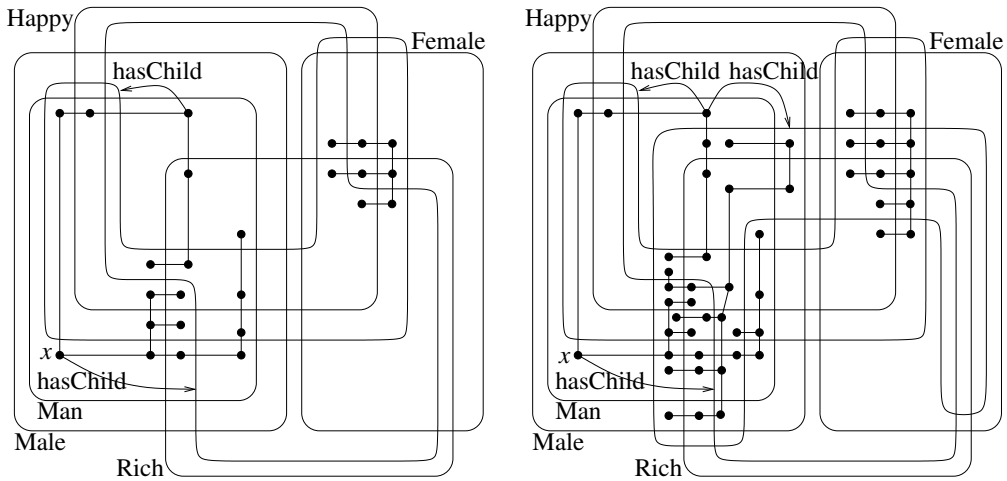 Happy
Female
hasChild
x
hasChild
Man
Male
Rich
Happy
Female
hasChild hasChild
x
hasChild
Man
Male
Rich